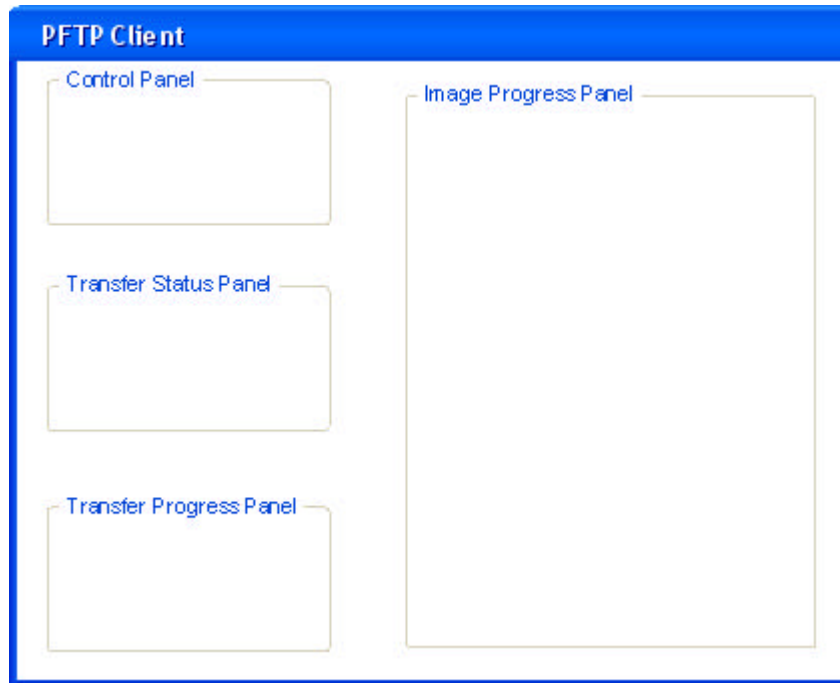 PFTP Client
Control Panel
Image Progress Panel
Transfer Status Panel
Transfer Progress Panel